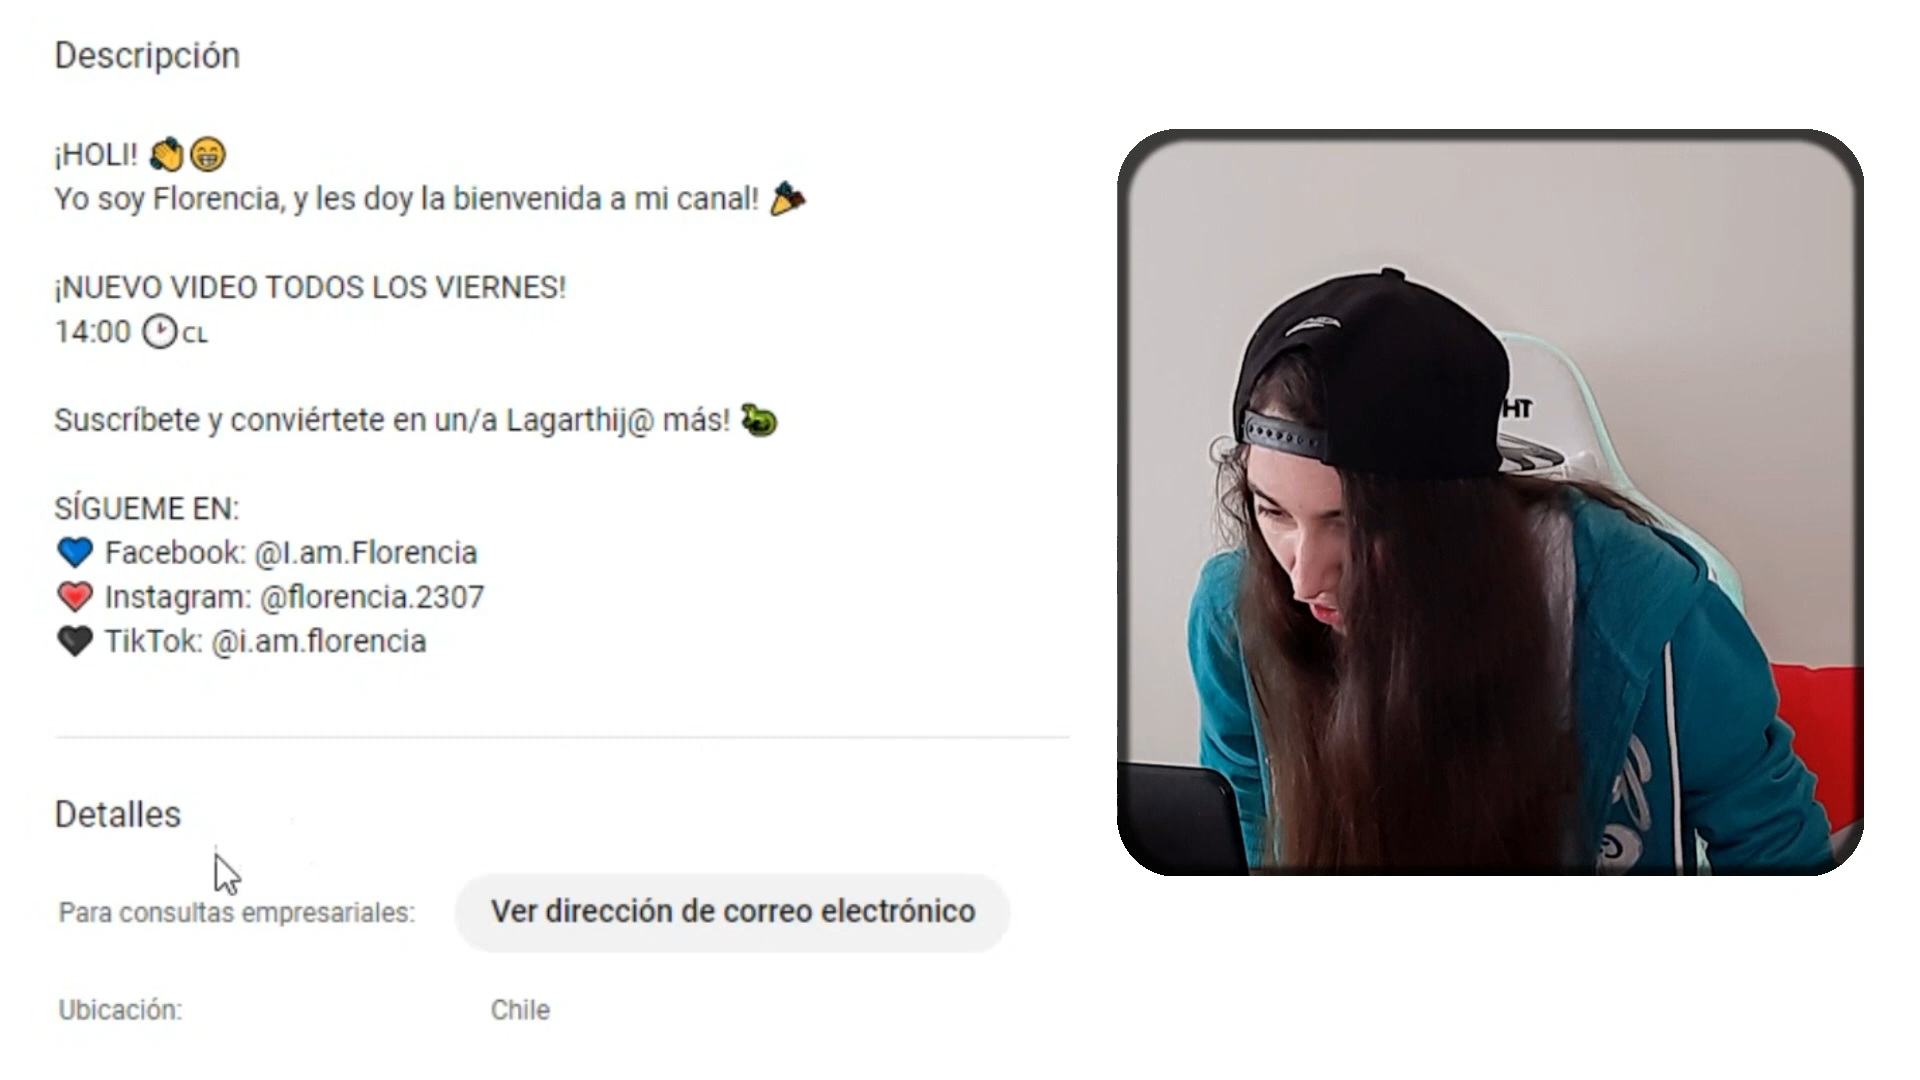 Descripción
¡HOLI! 👏😁
Yo soy Florencia, y les doy la bienvenida a mi canal! 🎉
¡NUEVO VIDEO TODOS LOS VIERNES!
14:00 🕑CL
Suscríbete y conviértete en un/a Lagarthij@ más! 🦎
SÍGUEME EN:
💙 Facebook: @I.am.Florencia
❤️ Instagram: @florencia.2307
🖤 TikTok: @i.am.florencia
Detalles
Para consultas empresariales: Ver dirección de correo electrónico
Ubicación: Chile
HT